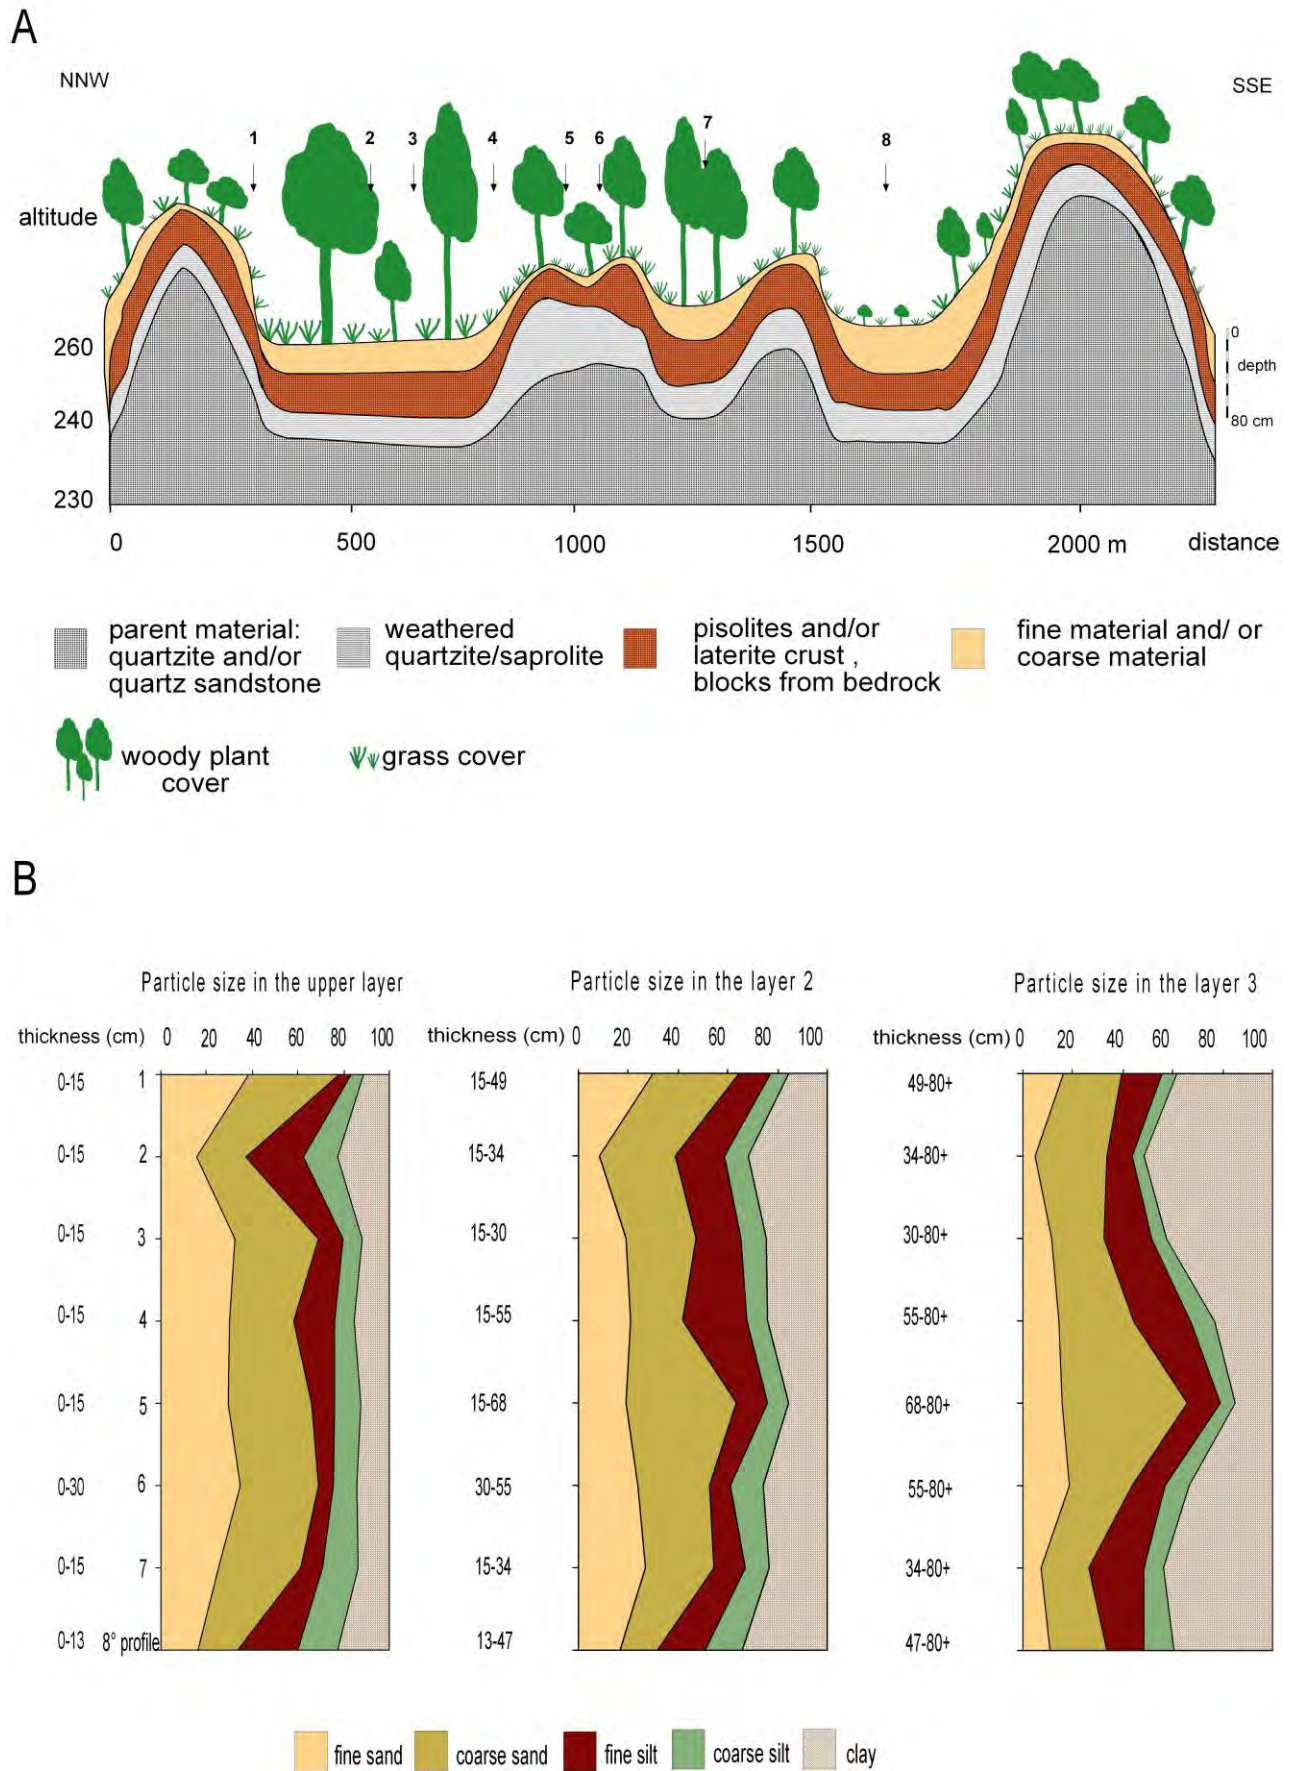 A
NNW
SSE
1 2 3 4 5 6 7 8
altitude
260
240
230
0
depth
80 cm
0 500 1000 1500 2000 m distance
parent material:
quartzite and/or
quartz sandstone
weathered
quartzite/saprolite
pisolites and/or
laterite crust ,
blocks from bedrock
fine material and/ or
coarse material
woody plant
cover
grass cover
B
Particle size in the upper layer
thickness (cm) 0 20 40 60 80 100
0-15 1
0-15 2
0-15 3
0-15 4
0-15 5
0-30 6
0-15 7
0-13 8° profile
Particle size in the layer 2
thickness (cm) 0 20 40 60 80 100
15-49
15-34
15-30
15-55
15-68
30-55
15-34
13-47
Particle size in the layer 3
thickness (cm) 0 20 40 60 80 100
49-80+
34-80+
30-80+
55-80+
68-80+
55-80+
34-80+
47-80+
fine sand
coarse sand
fine silt
coarse silt
clay